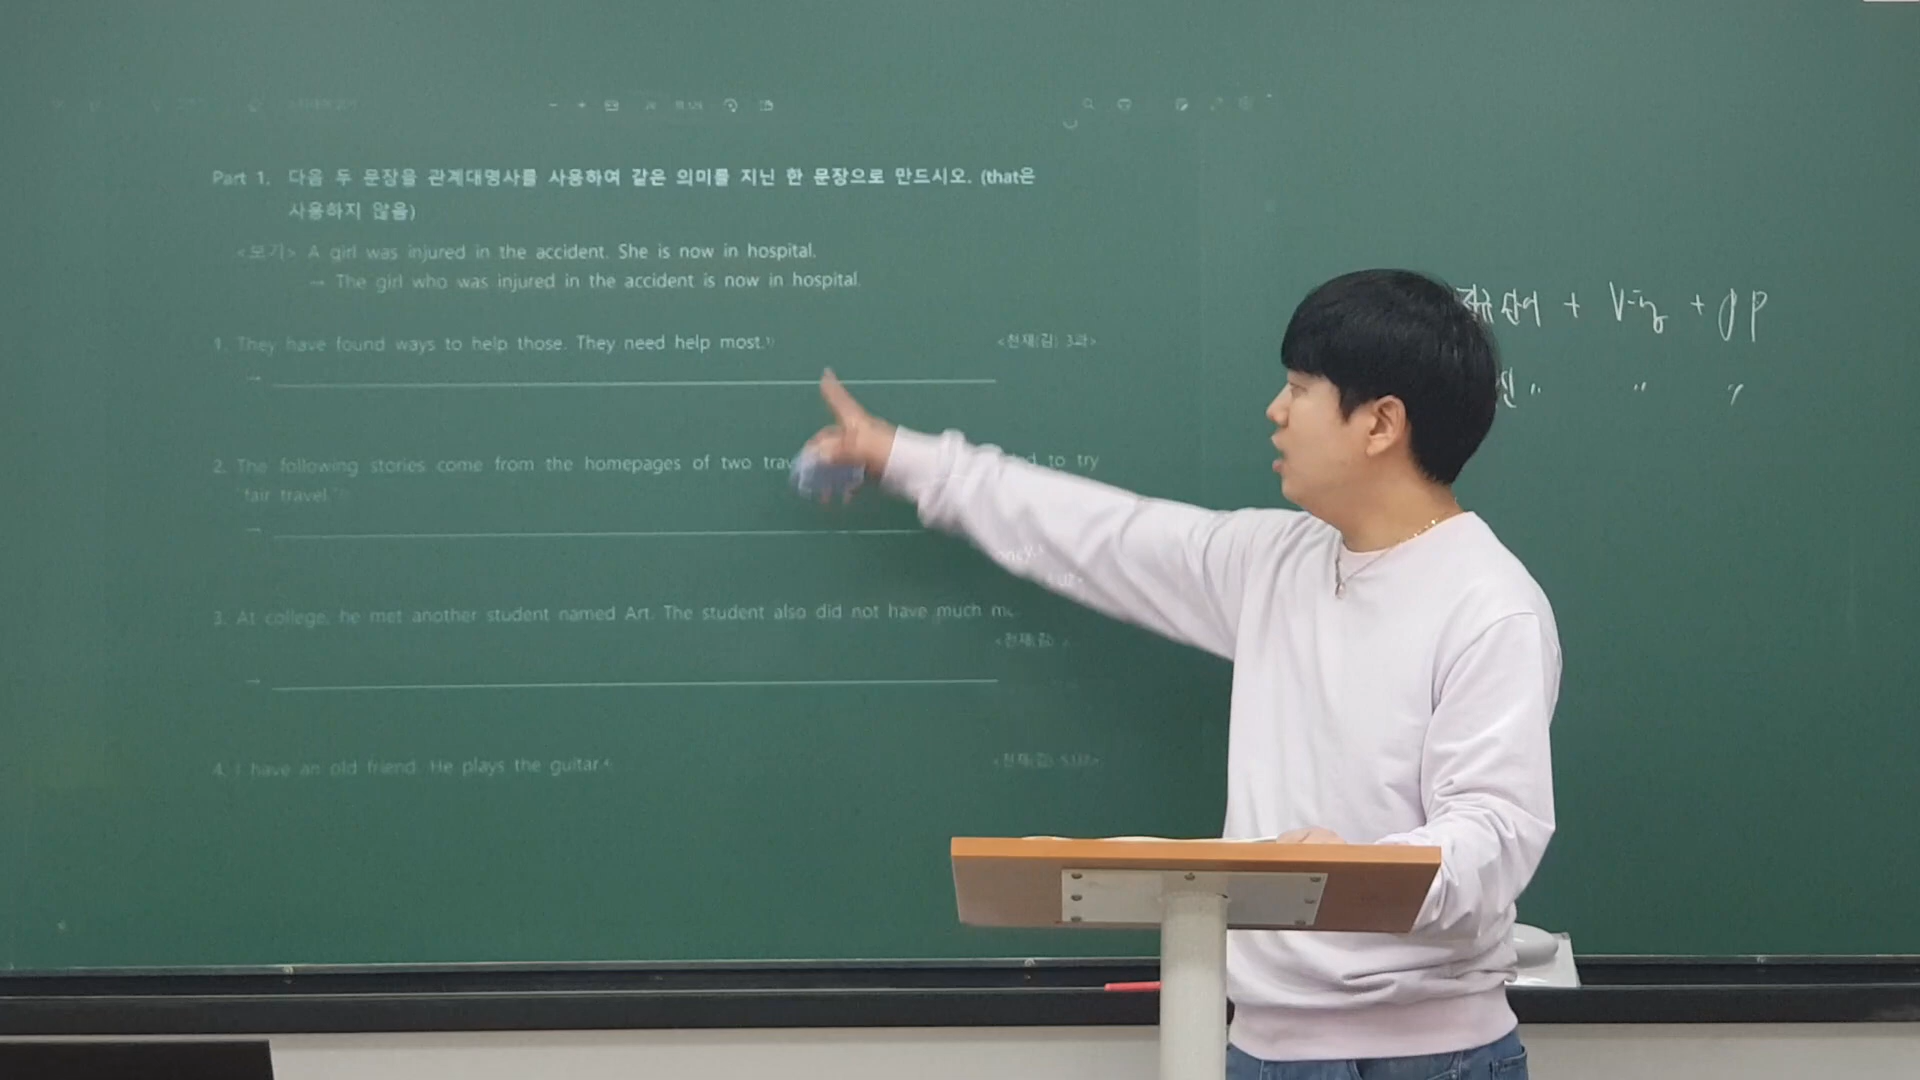 Part 1. 다음 두 문장을 관계대명사를 사용하여 같은 의미를 지닌 한 문장으로 만드시오. (that은
사용하지 않음)
<보기> A girl was injured in the accident. She is now in hospital.
→ The girl who was injured in the accident is now in hospital.
1. They have found ways to help those. They need help most.1)
<천재(김) 3과>
→
2. The following stories come from the homepages of two to try
"fair travel."
→
3. At college, he met another student named Art. The student also did not have much
<천재(김)
→
4. I have an old friend. He plays the guitar.
<천재(김)
단어 + V-ing + PP
" " "